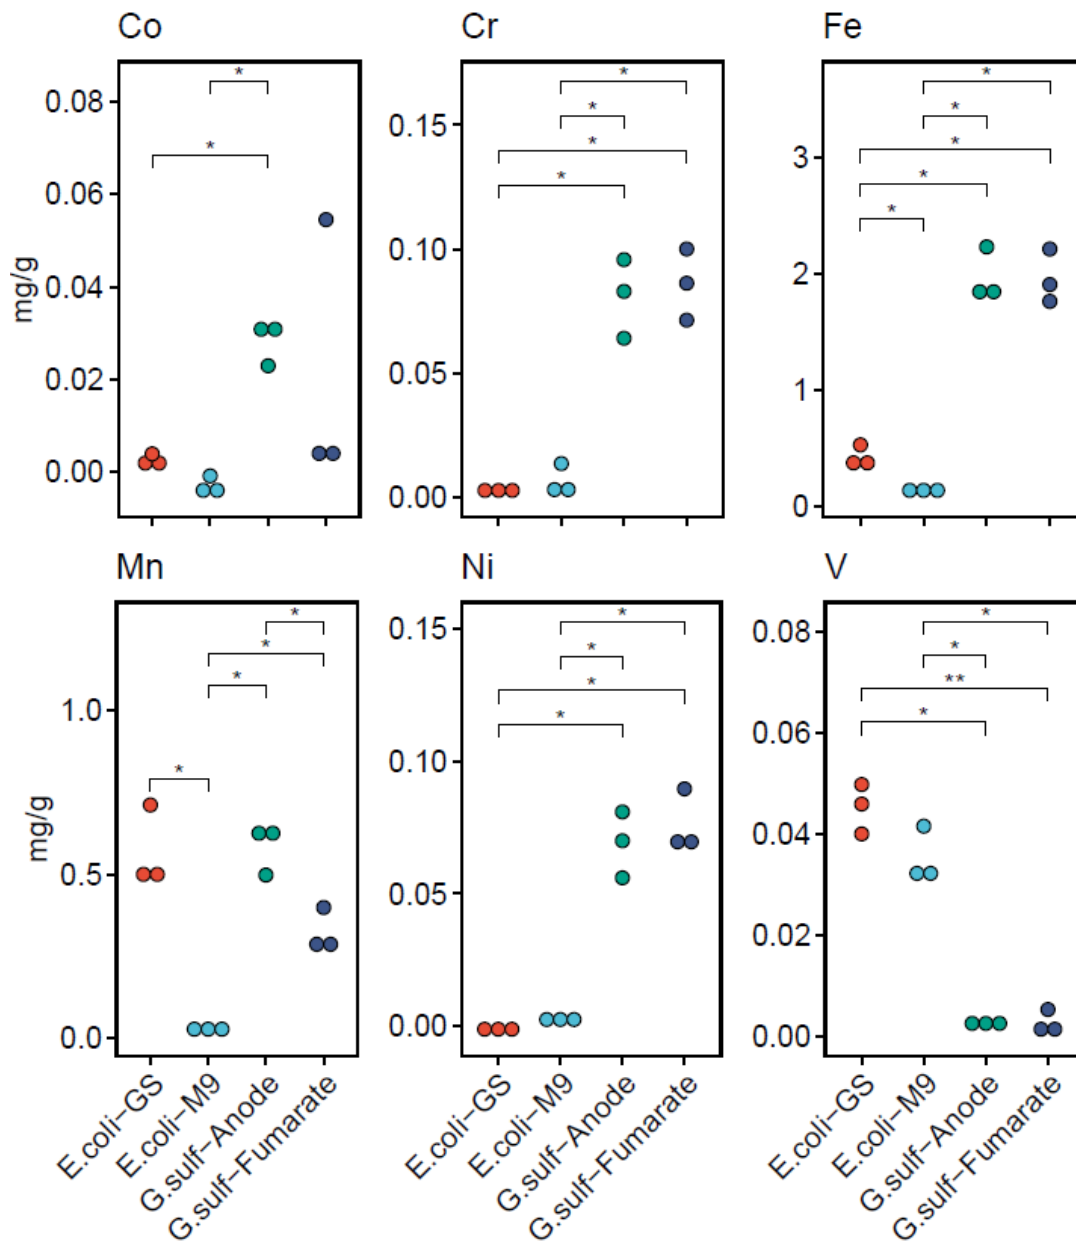 Co
Cr
Fe
mg/g
0.08
0.06
0.04
0.02
0.00
*
*
0.15
0.10
0.05
0.00
*
*
*
*
3
2
1
0
*
*
*
*
*
Mn
Ni
V
mg/g
1.0
0.5
0.0
*
*
*
*
0.15
0.10
0.05
0.00
*
*
*
*
0.08
0.06
0.04
0.02
0.00
*
*
**
*
E.coli−GS
E.coli−M9
G.sulf−Anode
G.sulf−Fumarate
E.coli−GS
E.coli−M9
G.sulf−Anode
G.sulf−Fumarate
E.coli−GS
E.coli−M9
G.sulf−Anode
G.sulf−Fumarate